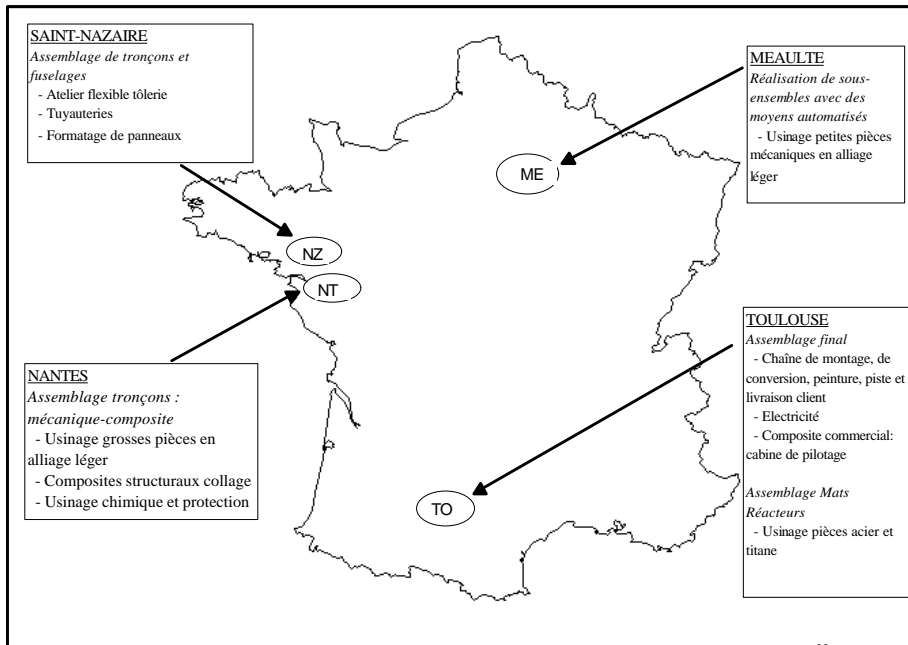 SAINT-NAZAIRE
Assemblage de tronçons et
fuselages
- Atelier flexible tôlerie
- Tuyauteries
- Formatage de panneaux
MEAULTE
Réalisation de sous-
ensembles avec des
moyens automatisés
- Usinage petites pièces
mécaniques en alliage
léger
ME
NZ
NT
NANTES
Assemblage tronçons :
mécanique-composite
- Usinage grosses pièces en
alliage léger
- Composites structuraux collage
- Usinage chimique et protection
TOULOUSE
Assemblage final
- Chaîne de montage, de
conversion, peinture, piste et
livraison client
- Electricité
- Composite commercial:
cabine de pilotage
Assemblage Mats
Réacteurs
- Usinage pièces acier et
titane
TO